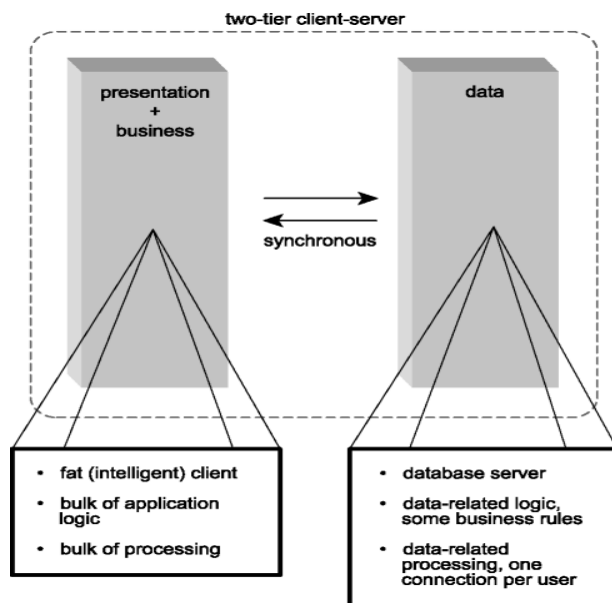 two-tier client-server
presentation
+
business
data
synchronous
• fat (intelligent) client
• bulk of application
logic
• bulk of processing
• database server
• data-related logic,
some business rules
• data-related
processing, one
connection per user